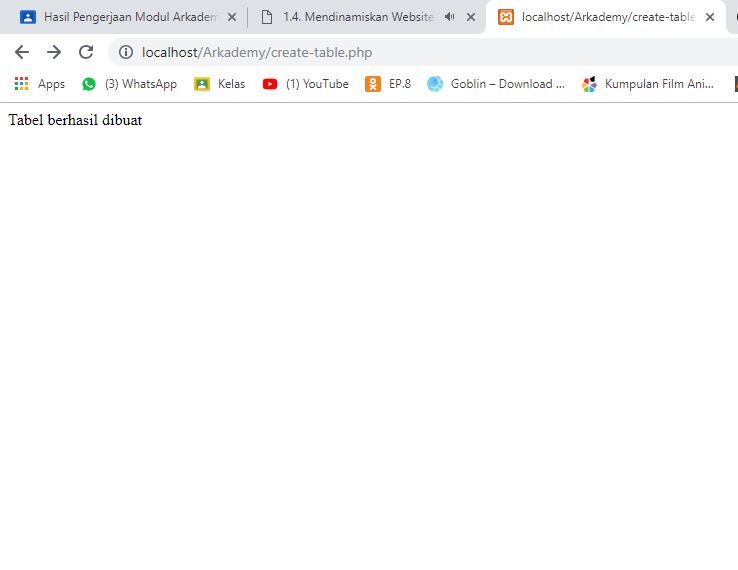 Hasil Pengerjaan Modul Arkadem
1.4. Mendinamiskan Website
localhost/Arkademy/create-table
localhost/Arkademy/create-table.php
Apps
(3) WhatsApp
Kelas
(1) YouTube
EP.8
Goblin – Download ...
Kumpulan Film Ani...
Tabel berhasil dibuat